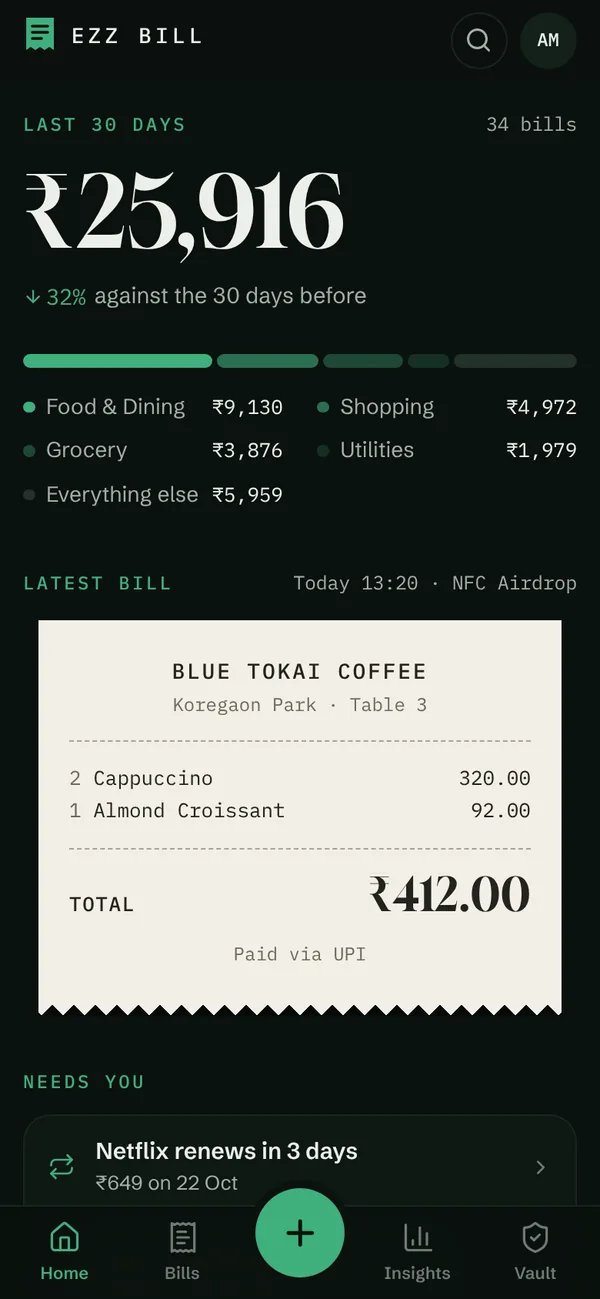 EZZ BILL
AM
LAST 30 DAYS 34 bills
₹25,916
↓ 32% against the 30 days before
Food & Dining ₹9,130 Shopping ₹4,972
Grocery ₹3,876 Utilities ₹1,979
Everything else ₹5,959
LATEST BILL Today 13:20 · NFC Airdrop
BLUE TOKAI COFFEE
Koregaon Park · Table 3
2 Cappuccino 320.00
1 Almond Croissant 92.00
TOTAL ₹412.00
Paid via UPI
NEEDS YOU
Netflix renews in 3 days
₹649 on 22 Oct
Home Bills Insights Vault